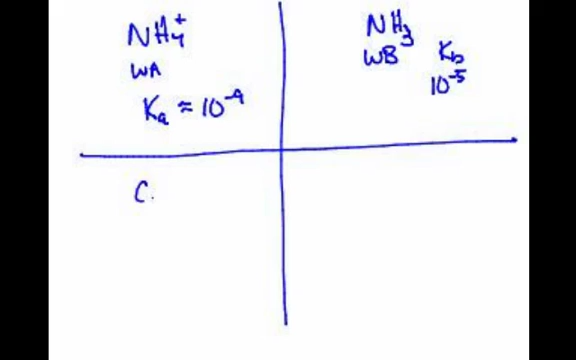 NH₄⁺
WA
Ka ≈ 10⁻⁹
NH₃
WB Kb
10⁻⁵
C.